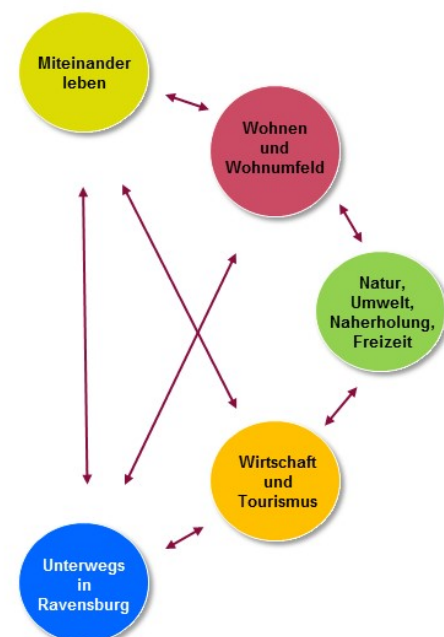 Miteinander
leben
Wohnen
und
Wohnumfeld
Natur,
Umwelt,
Naherholung,
Freizeit
Wirtschaft
und
Tourismus
Unterwegs
in
Ravensburg